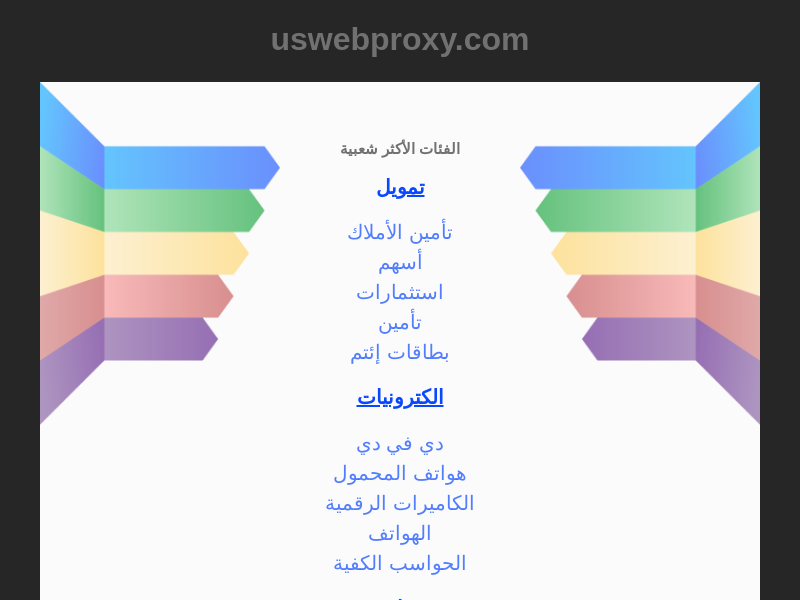 uswebproxy.com
الفئات الأكثر شعبية
تمويل
تأمين الأملاك
أسهم
استثمارات
تأمين
بطاقات إئتم
الكترونيات
دي في دي
هواتف المحمول
الكاميرات الرقمية
الهواتف
الحواسب الكفية